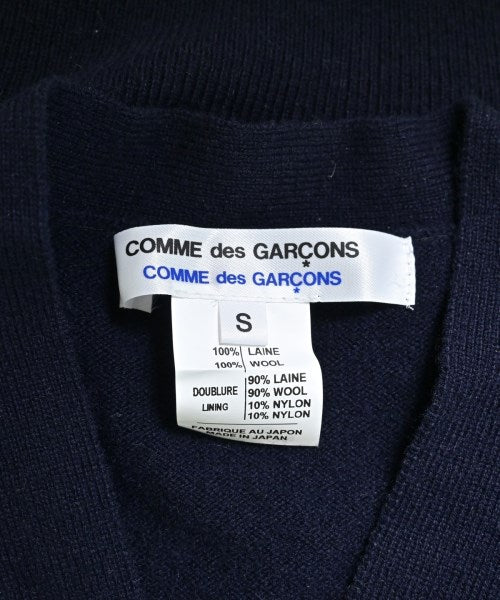 COMME des GARÇONS
COMME des GARÇONS
S
100% LAINE
100% WOOL
DOUBLURE 90% LAINE
LINING 90% WOOL
10% NYLON
10% NYLON
FABRIQUE AU JAPON
MADE IN JAPAN